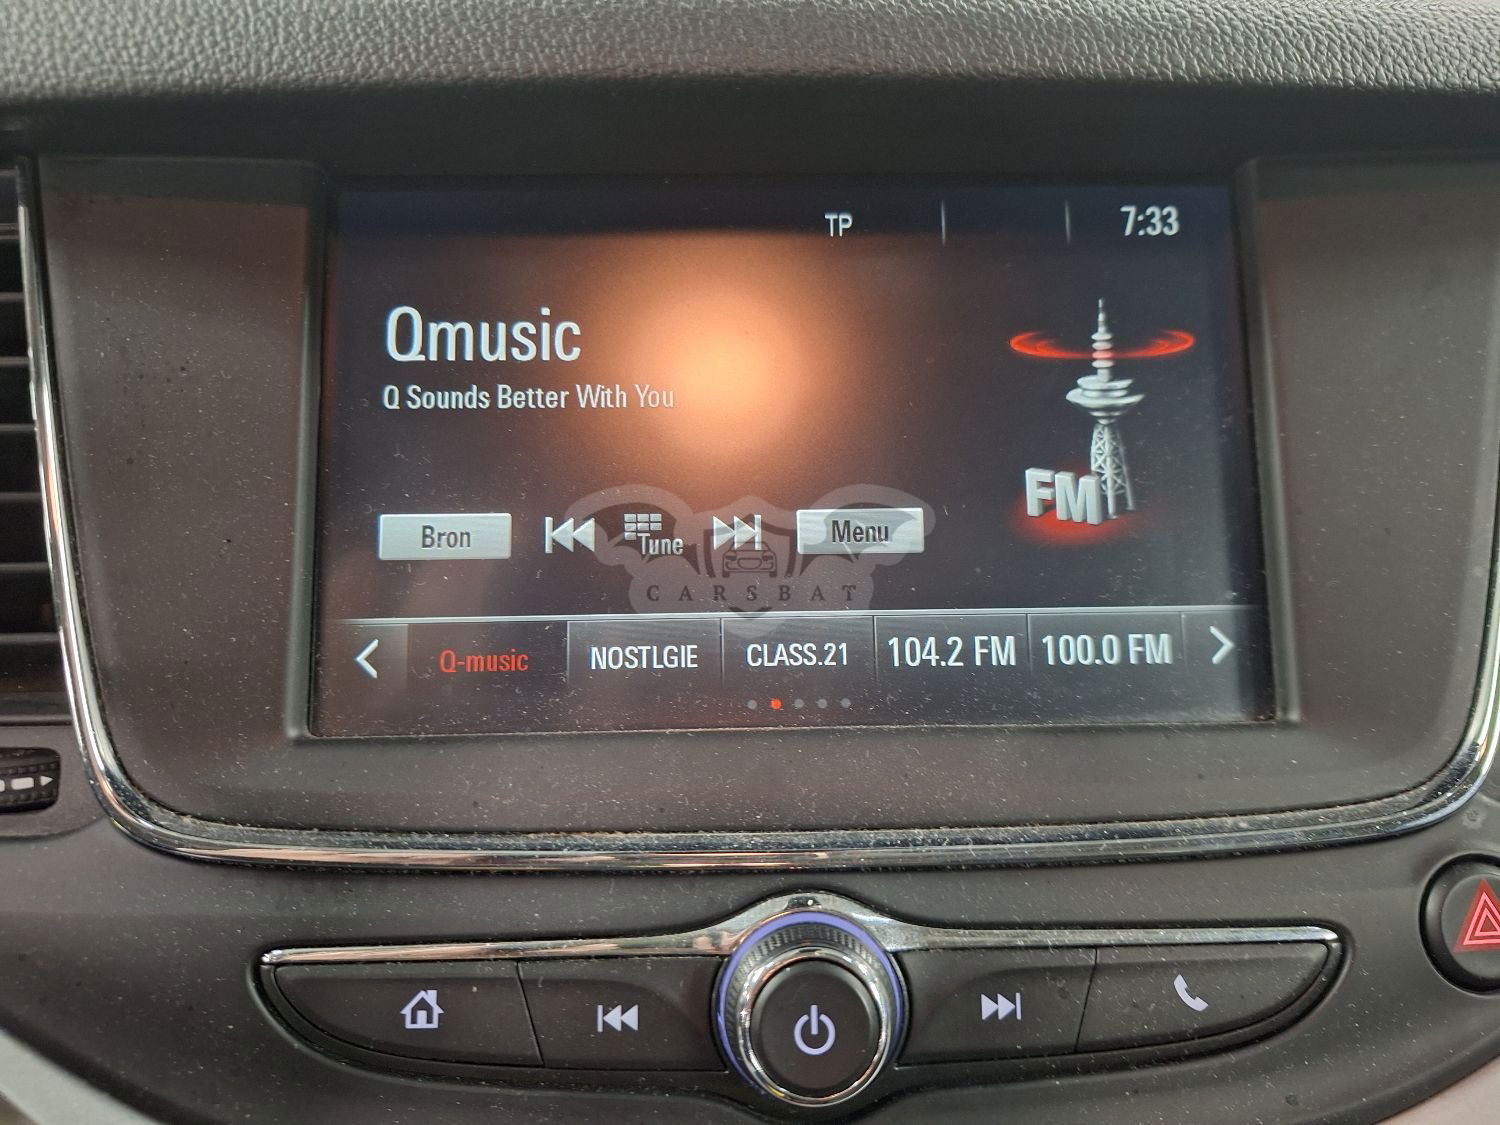 TP
7:33
Qmusic
Q Sounds Better With You
FM
Bron
Tune
Menu
CARSBAT
Q-music
NOSTLGIE
CLASS.21
104.2 FM
100.0 FM